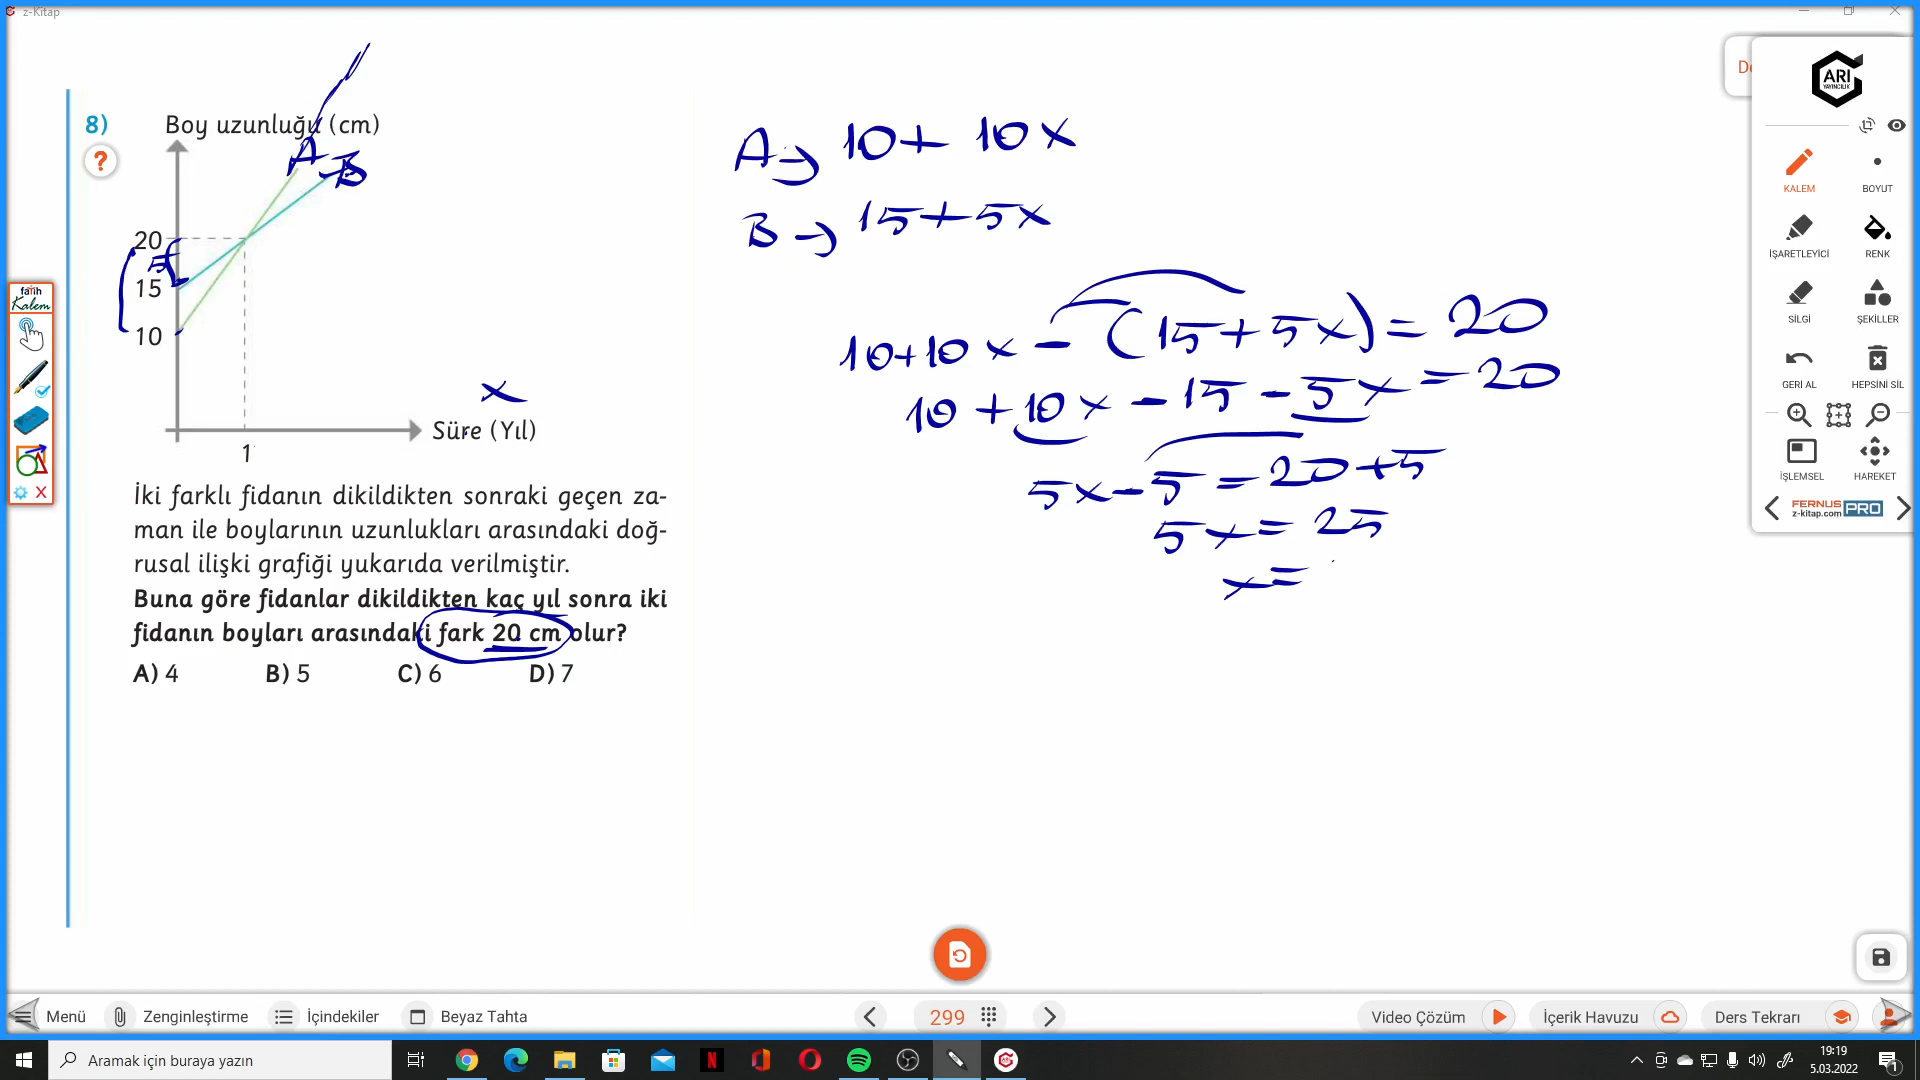 z-Kitap
8)
?
Boy uzunluğu (cm)
A
B
20
5
15
10
x
Süre (Yıl)
1
İki farklı fidanın dikildikten sonraki geçen za-
man ile boylarının uzunlukları arasındaki doğ-
rusal ilişki grafiği yukarıda verilmiştir.
Buna göre fidanlar dikildikten kaç yıl sonra iki
fidanın boyları arasındaki fark 20 cm olur?
A) 4 B) 5 C) 6 D) 7
A → 10 + 10x
B → 15 + 5x
10+10x - (15+5x) = 20
10 + 10x - 15 - 5x = 20
5x - 5 = 20 + 5
5x = 25
x =
fatih
Kalem
X
De
ARI
YAYINCILIK
KALEM
BOYUT
İŞARETLEYİCİ
RENK
SİLGİ
ŞEKİLLER
GERİ AL
HEPSİNİ SİL
İŞLEMSEL
HAREKET
FERNUS
z-kitap.com
PRO
Menü
Zenginleştirme
İçindekiler
Beyaz Tahta
299
Video Çözüm
İçerik Havuzu
Ders Tekrarı
Aramak için buraya yazın
19:19
5.03.2022
1